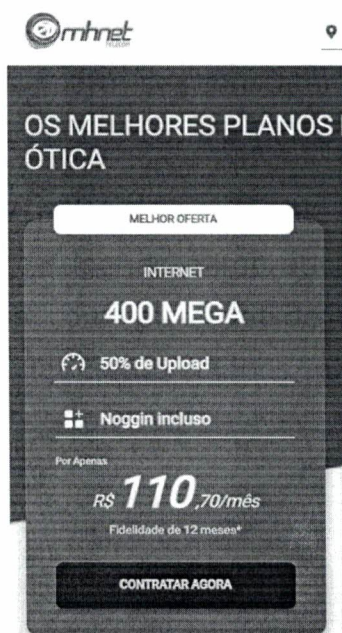 mhnet
TELECOM
OS MELHORES PLANOS
ÓTICA
MELHOR OFERTA
INTERNET
400 MEGA
50% de Upload
Noggin incluso
Por Apenas
R$ 110,70/mês
Fidelidade de 12 meses*
CONTRATAR AGORA